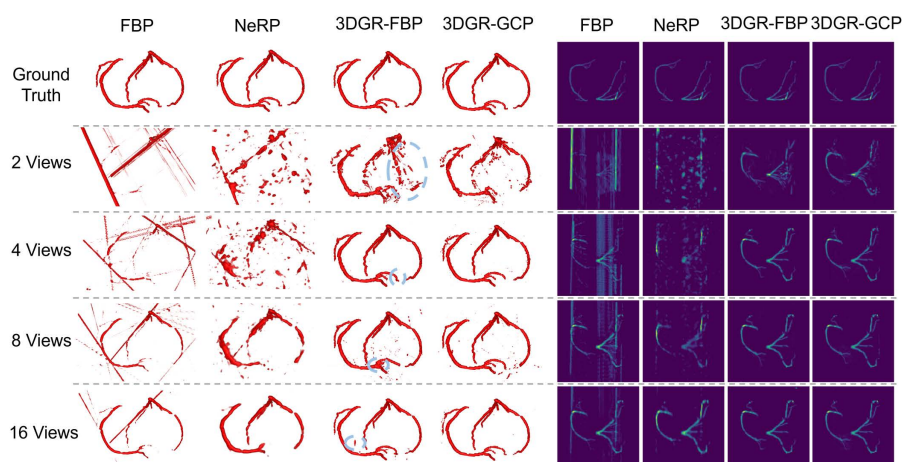 FBP NeRP 3DGR-FBP 3DGR-GCP FBP NeRP 3DGR-FBP 3DGR-GCP
Ground
Truth
2 Views
4 Views
8 Views
16 Views